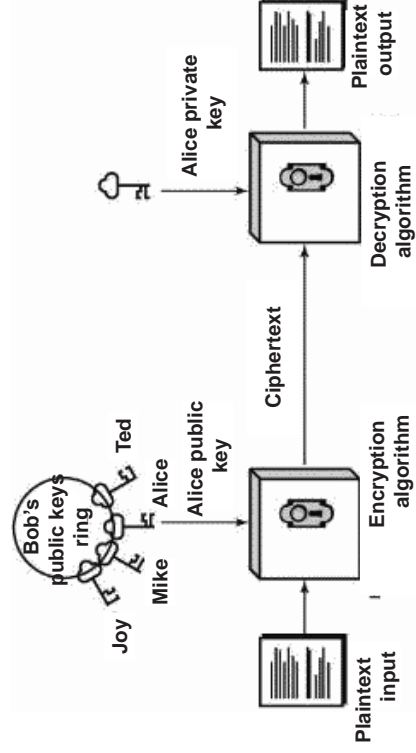 Bob's
public keys
ring
Joy
Mike
Alice
Ted
Alice public
key
Alice private
key
Plaintext
input
Encryption
algorithm
Ciphertext
Decryption
algorithm
Plaintext
output